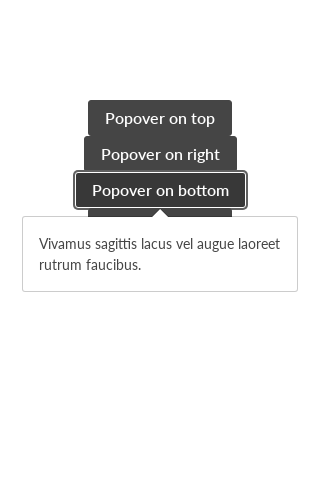 Popover on top
Popover on right
Popover on bottom
Vivamus sagittis lacus vel augue laoreet
rutrum faucibus.